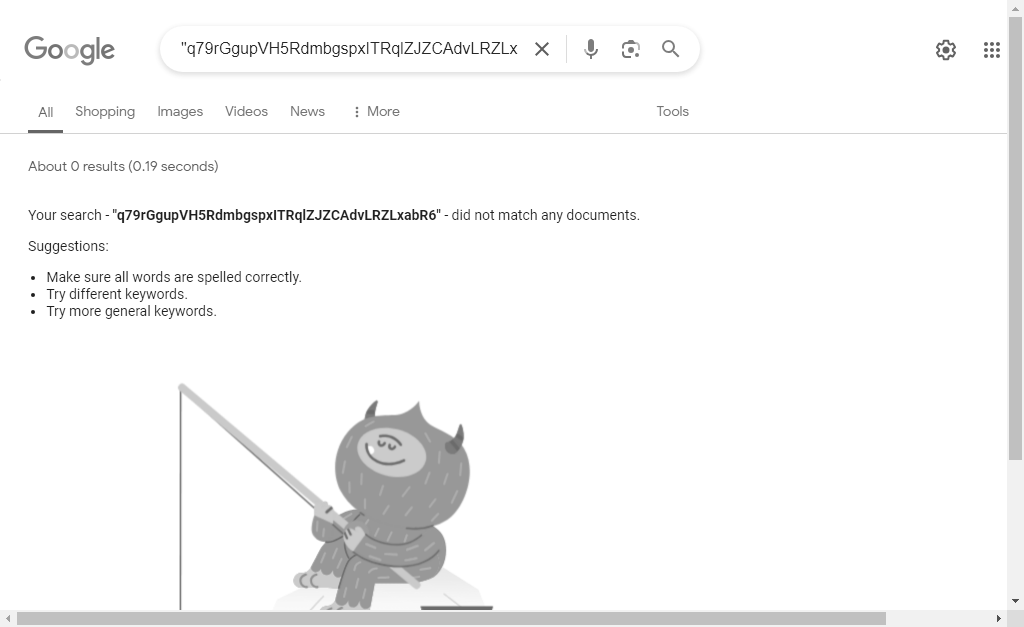 Google
"q79rGgupVH5RdmbgspxITRqlZJZCAdvLRZLx
All
Shopping
Images
Videos
News
More
Tools
About 0 results (0.19 seconds)
Your search - "q79rGgupVH5RdmbgspxITRqlZJZCAdvLRZLxabR6" - did not match any documents.
Suggestions:
Make sure all words are spelled correctly.
Try different keywords.
Try more general keywords.